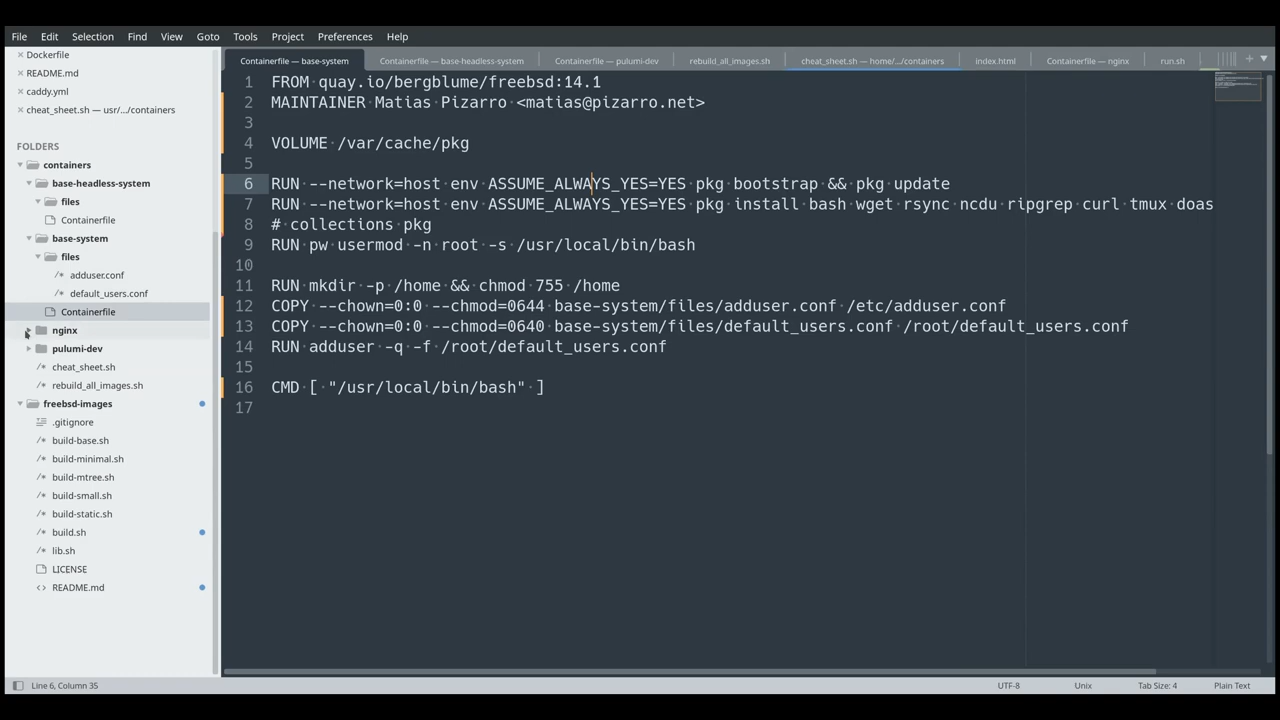 File Edit Selection Find View Goto Tools Project Preferences Help
Dockerfile
README.md
caddy.yml
cheat_sheet.sh — usr/.../containers
FOLDERS
containers
base-headless-system
files
Containerfile
base-system
files
adduser.conf
default_users.conf
Containerfile
nginx
pulumi-dev
cheat_sheet.sh
rebuild_all_images.sh
freebsd-images
.gitignore
build-base.sh
build-minimal.sh
build-mtree.sh
build-small.sh
build-static.sh
build.sh
lib.sh
LICENSE
README.md
Containerfile — base-system Containerfile — base-headless-system Containerfile — pulumi-dev rebuild_all_images.sh cheat_sheet.sh — home/.../containers index.html Containerfile — nginx run.sh
1 FROM quay.io/bergblume/freebsd:14.1
2 MAINTAINER Matias Pizarro <matias@pizarro.net>
3
4 VOLUME /var/cache/pkg
5
6 RUN --network=host env ASSUME_ALWAYS_YES=YES pkg bootstrap && pkg update
7 RUN --network=host env ASSUME_ALWAYS_YES=YES pkg install bash wget rsync ncdu ripgrep curl tmux doas
8 # collections pkg
9 RUN pw usermod -n root -s /usr/local/bin/bash
10
11 RUN mkdir -p /home && chmod 755 /home
12 COPY --chown=0:0 --chmod=0644 base-system/files/adduser.conf /etc/adduser.conf
13 COPY --chown=0:0 --chmod=0640 base-system/files/default_users.conf /root/default_users.conf
14 RUN adduser -q -f /root/default_users.conf
15
16 CMD [ "/usr/local/bin/bash" ]
17
Line 6, Column 35 UTF-8 Unix Tab Size: 4 Plain Text